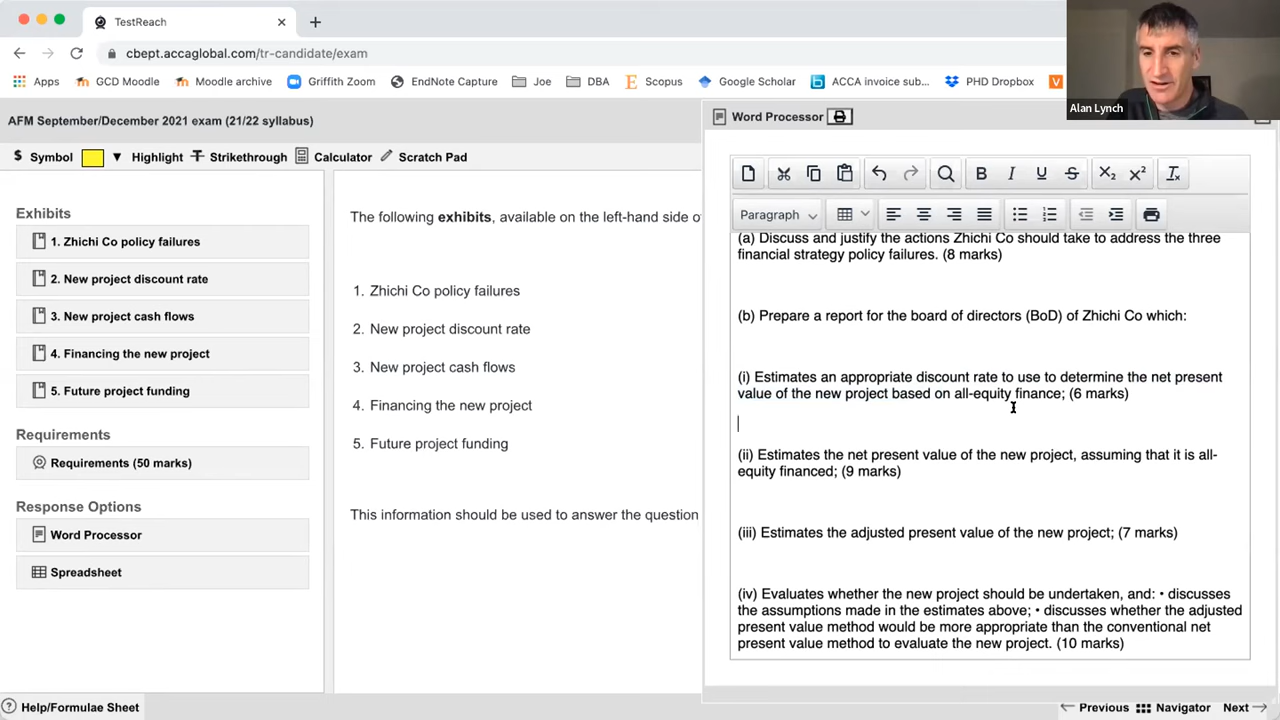 TestReach
cbept.accaglobal.com/tr-candidate/exam
Apps GCD Moodle Moodle archive Griffith Zoom EndNote Capture Joe DBA Scopus Google Scholar ACCA invoice sub... PHD Dropbox
Alan Lynch
AFM September/December 2021 exam (21/22 syllabus)
Word Processor
$ Symbol Highlight Strikethrough Calculator Scratch Pad
Exhibits
1. Zhichi Co policy failures
2. New project discount rate
3. New project cash flows
4. Financing the new project
5. Future project funding
Requirements
Requirements (50 marks)
Response Options
Word Processor
Spreadsheet
The following exhibits, available on the left-hand side o
1. Zhichi Co policy failures
2. New project discount rate
3. New project cash flows
4. Financing the new project
5. Future project funding
This information should be used to answer the question
Paragraph
(a) Discuss and justify the actions Zhichi Co should take to address the three
financial strategy policy failures. (8 marks)
(b) Prepare a report for the board of directors (BoD) of Zhichi Co which:
(i) Estimates an appropriate discount rate to use to determine the net present
value of the new project based on all-equity finance; (6 marks)
(ii) Estimates the net present value of the new project, assuming that it is all-
equity financed; (9 marks)
(iii) Estimates the adjusted present value of the new project; (7 marks)
(iv) Evaluates whether the new project should be undertaken, and: • discusses
the assumptions made in the estimates above; • discusses whether the adjusted
present value method would be more appropriate than the conventional net
present value method to evaluate the new project. (10 marks)
Help/Formulae Sheet
Previous Navigator Next